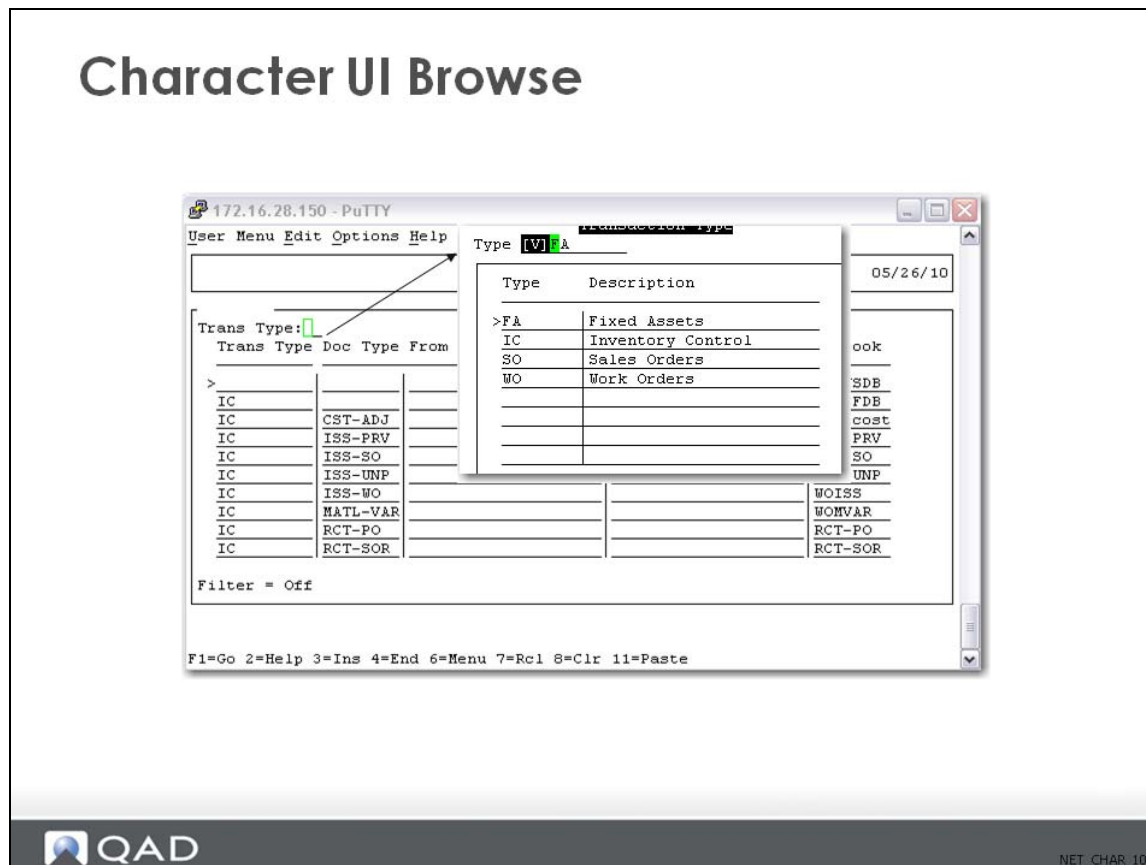 Character UI Browse
172.16.28.150 - PuTTY
User Menu Edit Options Help
Transaction Type
Type [V]FA
05/26/10
Type Description
Trans Type:
>FA Fixed Assets
Trans Type Doc Type From ook
IC Inventory Control
SO Sales Orders
> SDB
WO Work Orders
IC FDB
IC CST-ADJ cost
IC ISS-PRV PRV
IC ISS-SO SO
IC ISS-UNP UNP
IC ISS-WO WOISS
IC MATL-VAR WOMVAR
IC RCT-PO RCT-PO
IC RCT-SOR RCT-SOR
Filter = Off
F1=Go 2=Help 3=Ins 4=End 6=Menu 7=Rcl 8=Clr 11=Paste
QAD
NET_CHAR_10